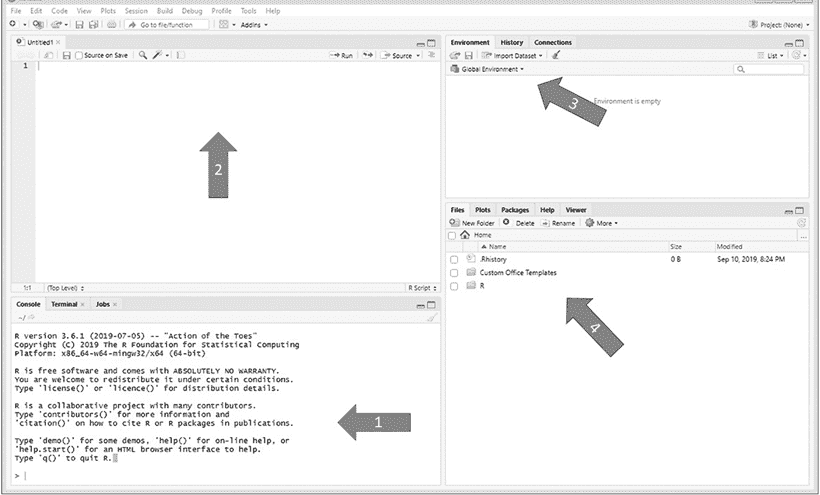 File Edit Code View Plots Session Build Debug Profile Tools Help
Go to file/function Addins Project: (None)
Untitled1
Source on Save Run Source
1
2
1:1 (Top Level) R Script
Console Terminal Jobs
~/
R version 3.6.1 (2019-07-05) -- "Action of the Toes"
Copyright (C) 2019 The R Foundation for Statistical Computing
Platform: x86_64-w64-mingw32/x64 (64-bit)
R is free software and comes with ABSOLUTELY NO WARRANTY.
You are welcome to redistribute it under certain conditions.
Type 'license()' or 'licence()' for distribution details.
R is a collaborative project with many contributors.
Type 'contributors()' for more information and
'citation()' on how to cite R or R packages in publications.
Type 'demo()' for some demos, 'help()' for on-line help, or
'help.start()' for an HTML browser interface to help.
Type 'q()' to quit R.
>
1
Environment History Connections
Import Dataset List
Global Environment
Environment is empty
3
Files Plots Packages Help Viewer
New Folder Delete Rename More
Home ...
Name Size Modified
.Rhistory 0 B Sep 10, 2019, 8:24 PM
Custom Office Templates
R
4